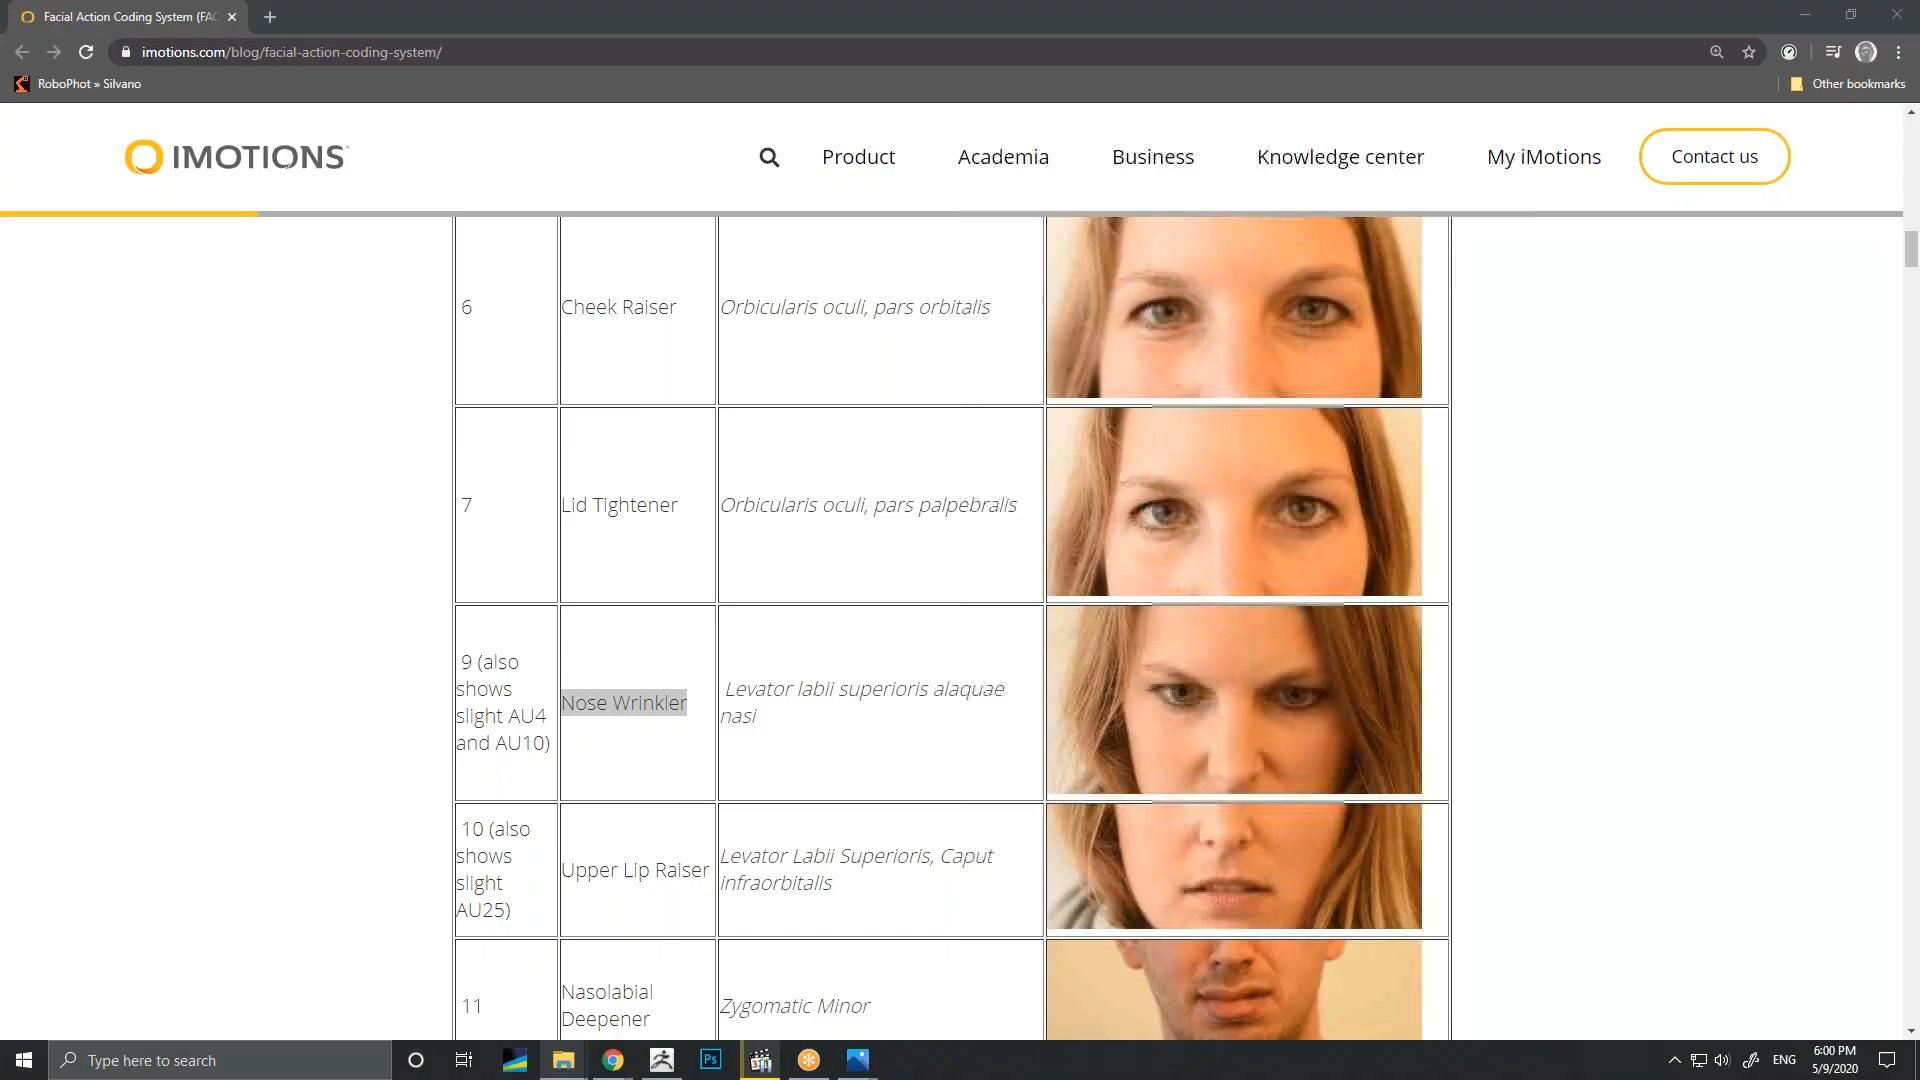 Facial Action Coding System (FAC
imotions.com/blog/facial-action-coding-system/
RoboPhot » Silvano
Other bookmarks
IMOTIONS
Product
Academia
Business
Knowledge center
My iMotions
Contact us
6
Cheek Raiser
Orbicularis oculi, pars orbitalis
7
Lid Tightener
Orbicularis oculi, pars palpebralis
9 (also
shows
slight AU4
and AU10)
Nose Wrinkler
Levator labii superioris alaquae
nasi
10 (also
shows
slight
AU25)
Upper Lip Raiser
Levator Labii Superioris, Caput
infraorbitalis
11
Nasolabial
Deepener
Zygomatic Minor
Type here to search
Ps
ENG
6:00 PM
5/9/2020